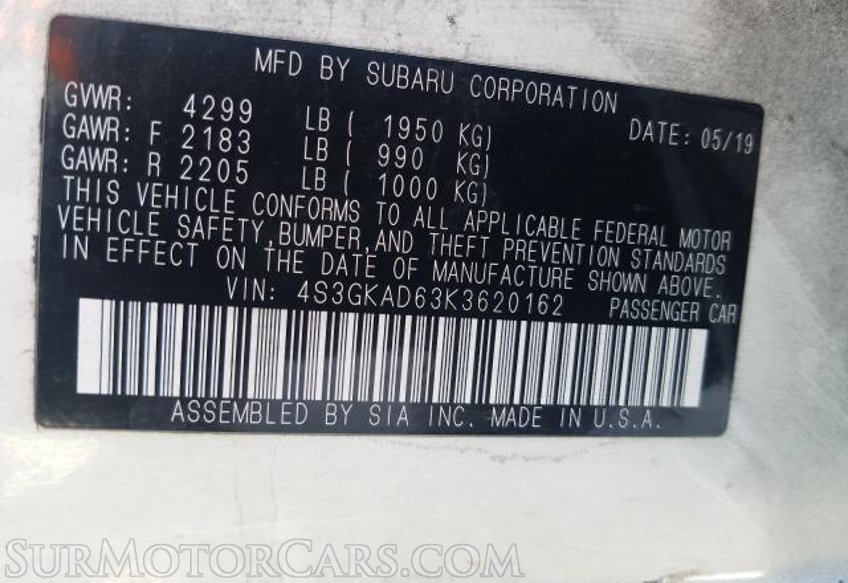 MFD BY SUBARU CORPORATION
GVWR: 4299 LB ( 1950 KG) DATE: 05/19
GAWR: F 2183 LB ( 990 KG)
GAWR: R 2205 LB ( 1000 KG)
THIS VEHICLE CONFORMS TO ALL APPLICABLE FEDERAL MOTOR
VEHICLE SAFETY,BUMPER,AND THEFT PREVENTION STANDARDS
IN EFFECT ON THE DATE OF MANUFACTURE SHOWN ABOVE.
VIN: 4S3GKAD63K3620162 PASSENGER CAR
ASSEMBLED BY SIA INC. MADE IN U.S.A.
SURMOTORCARS.COM